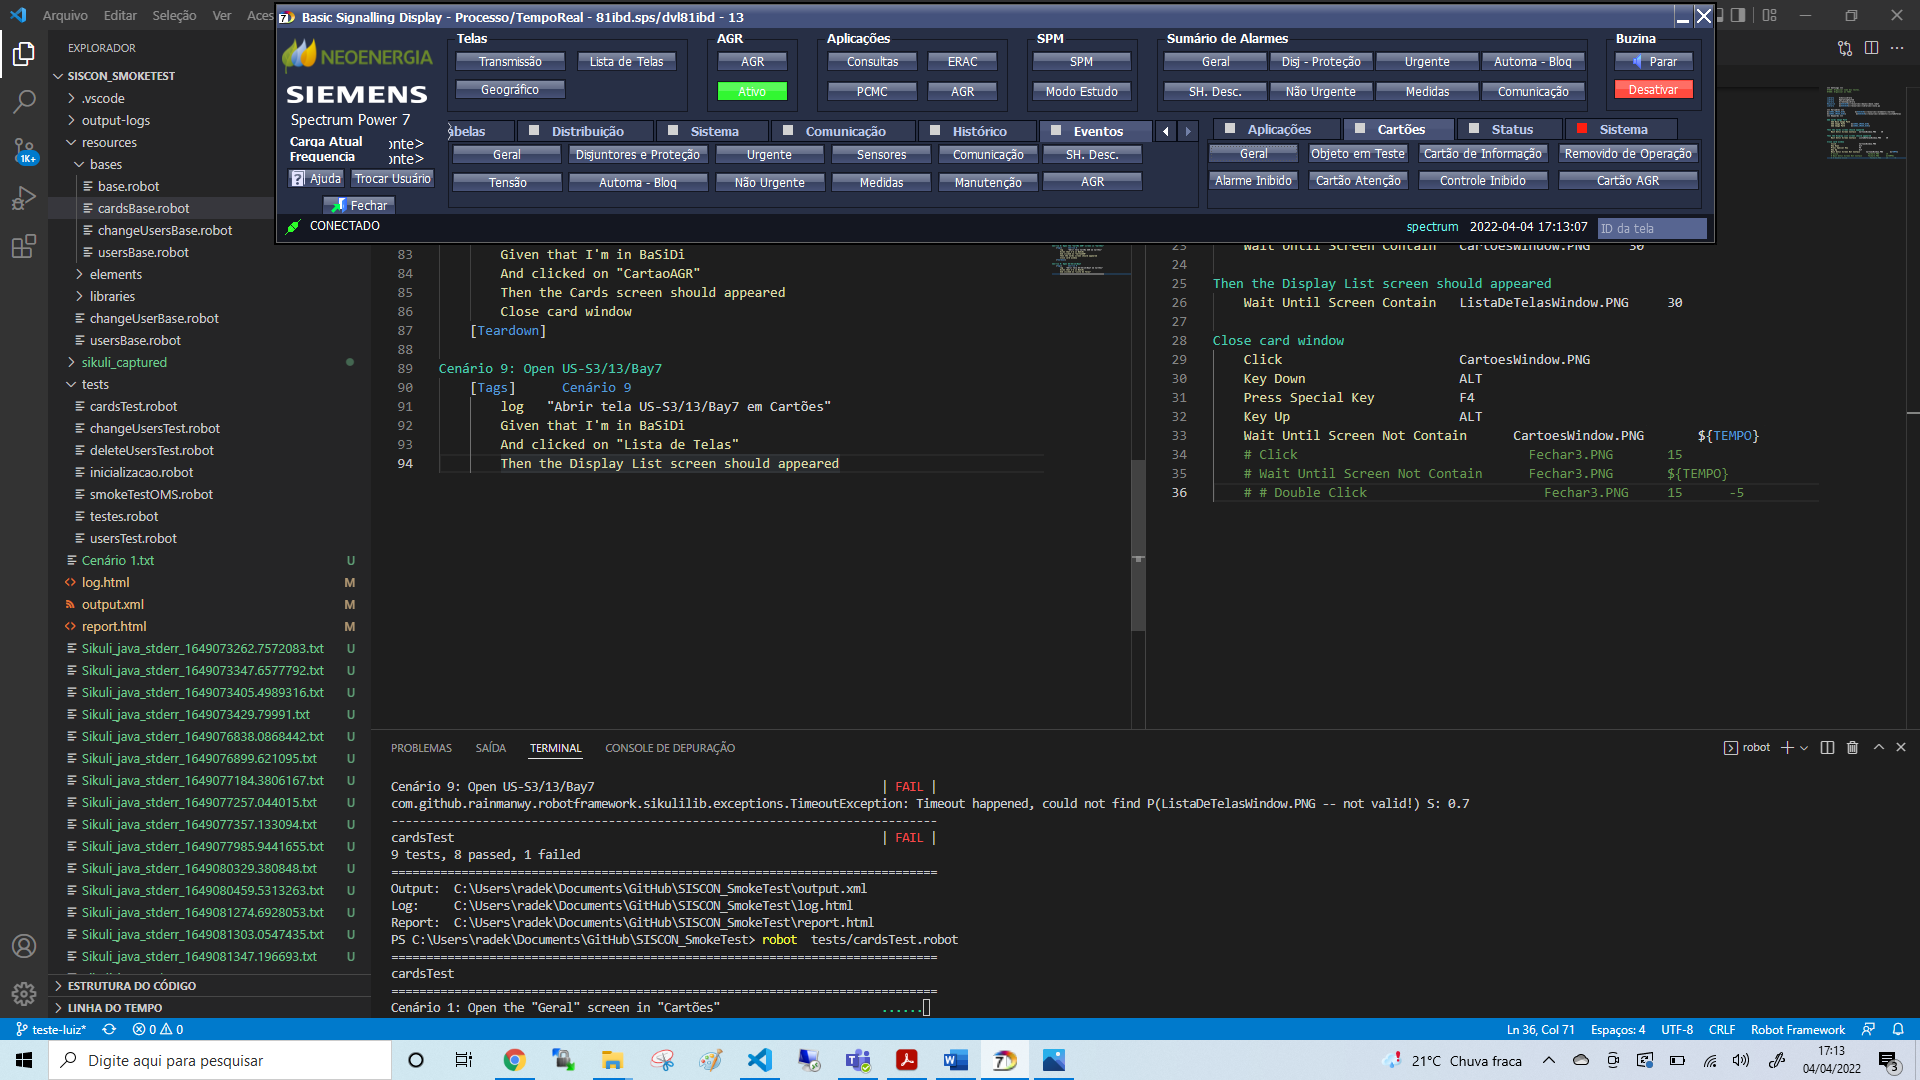 Arquivo Editar Seleção Ver Aces
Basic Signalling Display - Processo/TempoReal - 81ibd.sps/dvl81ibd - 13
NEOENERGIA
SIEMENS
Spectrum Power 7
Carga Atual
Frequencia
onte>
onte>
Ajuda
Trocar Usuário
Fechar
CONECTADO
Telas
Transmissão
Lista de Telas
Geográfico
AGR
AGR
Ativo
Aplicações
Consultas
ERAC
PCMC
AGR
SPM
SPM
Modo Estudo
Sumário de Alarmes
Geral
Disj - Proteção
Urgente
Automa - Bloq
SH. Desc.
Não Urgente
Medidas
Comunicação
Buzina
Parar
Desativar
abelas
Distribuição
Sistema
Comunicação
Histórico
Eventos
Geral
Disjuntores e Proteção
Urgente
Sensores
Comunicação
SH. Desc.
Tensão
Automa - Bloq
Não Urgente
Medidas
Manutenção
AGR
Aplicações
Cartões
Status
Sistema
Geral
Objeto em Teste
Cartão de Informação
Removido de Operação
Alarme Inibido
Cartão Atenção
Controle Inibido
Cartão AGR
spectrum
2022-04-04 17:13:07
ID da tela
EXPLORADOR
SISCON_SMOKETEST
.vscode
output-logs
resources
bases
base.robot
cardsBase.robot
changeUsersBase.robot
usersBase.robot
elements
libraries
changeUserBase.robot
usersBase.robot
sikuli_captured
tests
cardsTest.robot
changeUsersTest.robot
deleteUsersTest.robot
inicializacao.robot
smokeTestOMS.robot
testes.robot
usersTest.robot
Cenário 1.txt U
log.html M
output.xml M
report.html M
Sikuli_java_stderr_1649073262.7572083.txt U
Sikuli_java_stderr_1649073347.6577792.txt U
Sikuli_java_stderr_1649073405.4989316.txt U
Sikuli_java_stderr_1649073429.79991.txt U
Sikuli_java_stderr_1649076838.0868442.txt U
Sikuli_java_stderr_1649076899.621095.txt U
Sikuli_java_stderr_1649077184.3806167.txt U
Sikuli_java_stderr_1649077257.044015.txt U
Sikuli_java_stderr_1649077357.133094.txt U
Sikuli_java_stderr_1649077985.9441655.txt U
Sikuli_java_stderr_1649080329.380848.txt U
Sikuli_java_stderr_1649080459.5313263.txt U
Sikuli_java_stderr_1649081274.6928053.txt U
Sikuli_java_stderr_1649081303.0547435.txt U
Sikuli_java_stderr_1649081347.196693.txt U
ESTRUTURA DO CÓDIGO
LINHA DO TEMPO
1K+
83 Given that I'm in BaSiDi
84 And clicked on "CartaoAGR"
85 Then the Cards screen should appeared
86 Close card window
87 [Teardown]
88
89 Cenário 9: Open US-S3/13/Bay7
90 [Tags] Cenário 9
91 log "Abrir tela US-S3/13/Bay7 em Cartões"
92 Given that I'm in BaSiDi
93 And clicked on "Lista de Telas"
94 Then the Display List screen should appeared
23 Wait Until Screen Contain CartoesWindow.PNG 30
24
25 Then the Display List screen should appeared
26 Wait Until Screen Contain ListaDeTelasWindow.PNG 30
27
28 Close card window
29 Click CartoesWindow.PNG
30 Key Down ALT
31 Press Special Key F4
32 Key Up ALT
33 Wait Until Screen Not Contain CartoesWindow.PNG ${TEMPO}
34 # Click Fechar3.PNG 15
35 # Wait Until Screen Not Contain Fechar3.PNG ${TEMPO}
36 # # Double Click Fechar3.PNG 15 -5
PROBLEMAS SAÍDA TERMINAL CONSOLE DE DEPURAÇÃO
robot
Cenário 9: Open US-S3/13/Bay7 | FAIL |
com.github.rainmanwy.robotframework.sikulilib.exceptions.TimeoutException: Timeout happened, could not find P(ListaDeTelasWindow.PNG -- not valid!) S: 0.7
------------------------------------------------------------------------------
cardsTest | FAIL |
9 tests, 8 passed, 1 failed
==============================================================================
Output: C:\Users\radek\Documents\GitHub\SISCON_SmokeTest\output.xml
Log: C:\Users\radek\Documents\GitHub\SISCON_SmokeTest\log.html
Report: C:\Users\radek\Documents\GitHub\SISCON_SmokeTest\report.html
PS C:\Users\radek\Documents\GitHub\SISCON_SmokeTest> robot tests/cardsTest.robot
==============================================================================
cardsTest
==============================================================================
Cenário 1: Open the "Geral" screen in "Cartões" ......
teste-luiz* 0 0
Ln 36, Col 71 Espaços: 4 UTF-8 CRLF Robot Framework
Digite aqui para pesquisar
21°C Chuva fraca
17:13
04/04/2022
3